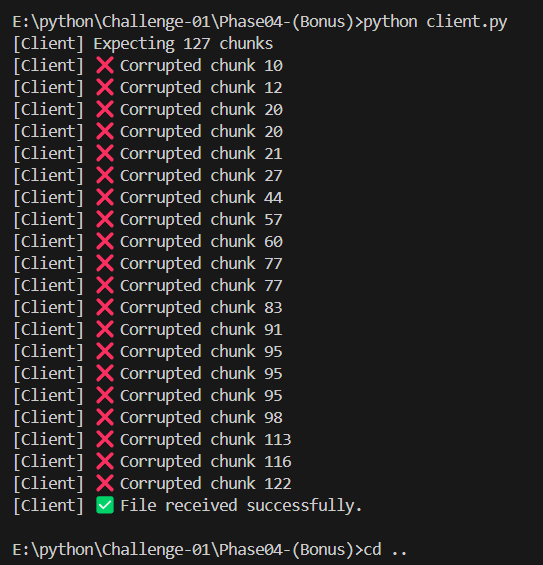 E:\python\Challenge-01\Phase04-(Bonus)>python client.py
[Client] Expecting 127 chunks
[Client] ❌ Corrupted chunk 10
[Client] ❌ Corrupted chunk 12
[Client] ❌ Corrupted chunk 20
[Client] ❌ Corrupted chunk 20
[Client] ❌ Corrupted chunk 21
[Client] ❌ Corrupted chunk 27
[Client] ❌ Corrupted chunk 44
[Client] ❌ Corrupted chunk 57
[Client] ❌ Corrupted chunk 60
[Client] ❌ Corrupted chunk 77
[Client] ❌ Corrupted chunk 77
[Client] ❌ Corrupted chunk 83
[Client] ❌ Corrupted chunk 91
[Client] ❌ Corrupted chunk 95
[Client] ❌ Corrupted chunk 95
[Client] ❌ Corrupted chunk 95
[Client] ❌ Corrupted chunk 98
[Client] ❌ Corrupted chunk 113
[Client] ❌ Corrupted chunk 116
[Client] ❌ Corrupted chunk 122
[Client] ✅ File received successfully.
E:\python\Challenge-01\Phase04-(Bonus)>cd ..